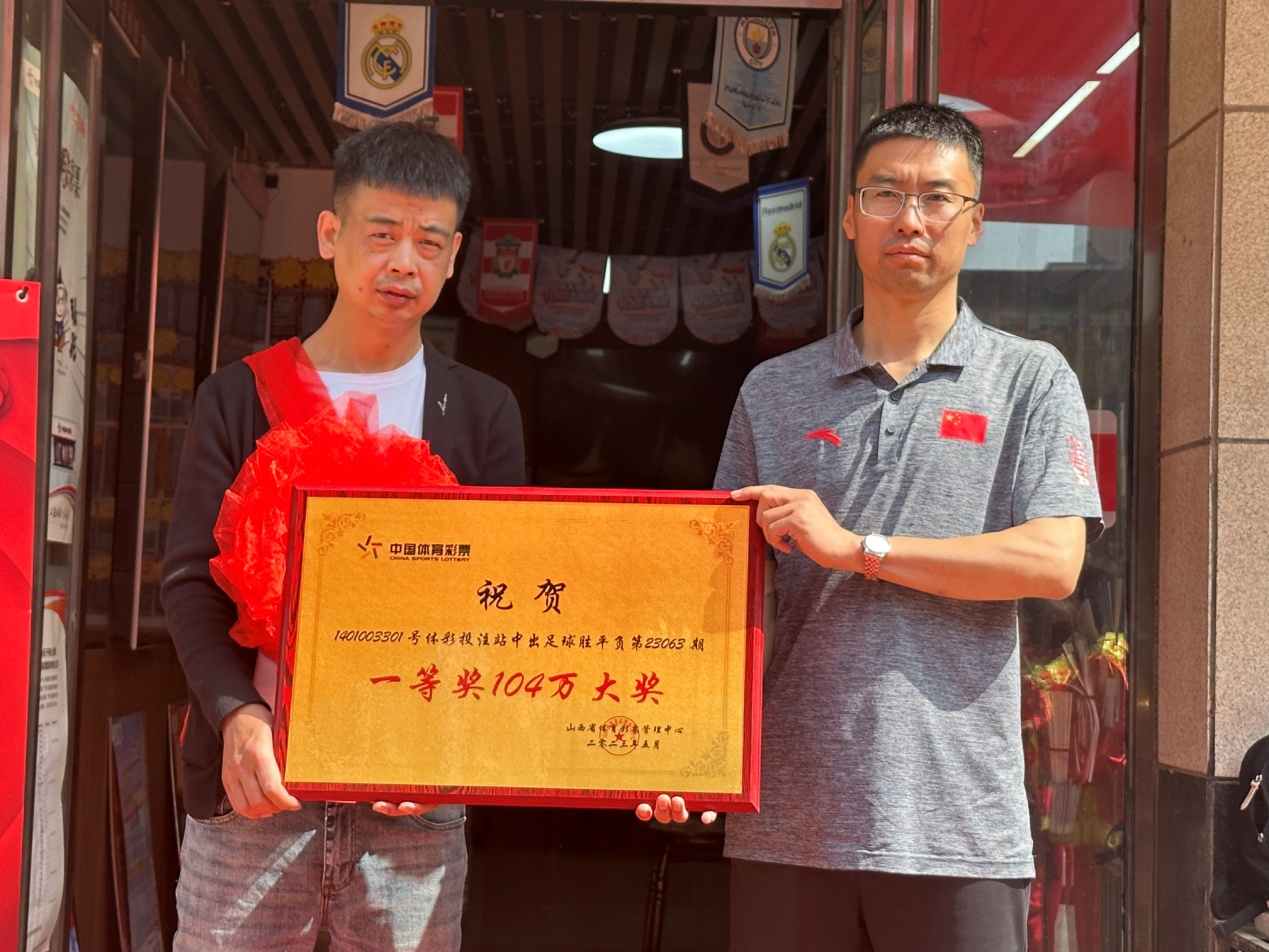 MANCHESTER
CITY
Realmadrid
中国体育彩票
CHINA SPORTS LOTTERY
祝贺
1401003301号体彩投注站中出足球胜平负第23063期
一等奖104万大奖
山西省体育彩票管理中心
二零二三年五月